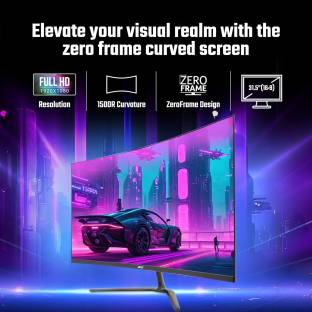 Elevate your visual realm with the
zero frame curved screen
FULL HD
1920X1080
ZERO
FRAME
Resolution
1500R Curvature
ZeroFrame Design
31.5"(16:9)